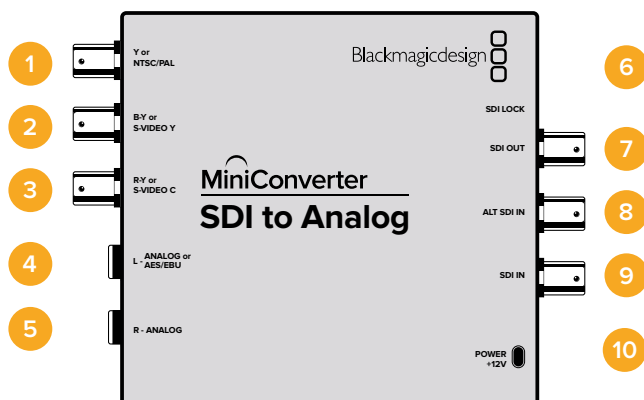 1
Y or
NTSC/PAL
2
B-Y or
S-VIDEO Y
3
R-Y or
S-VIDEO C
4
L - ANALOG or
AES/EBU
5
R - ANALOG
Blackmagicdesign
MiniConverter
SDI to Analog
6
SDI LOCK
SDI OUT
7
ALT SDI IN
8
SDI IN
9
POWER
+12V
10